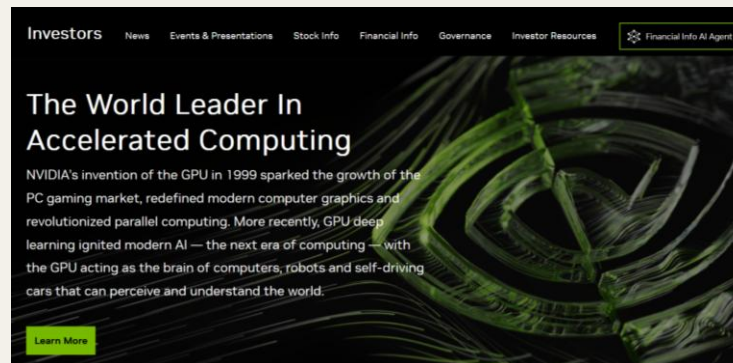 Investors News Events & Presentations Stock Info Financial Info Governance Investor Resources Financial Info AI Agent
The World Leader In
Accelerated Computing
NVIDIA's invention of the GPU in 1999 sparked the growth of the
PC gaming market, redefined modern computer graphics and
revolutionized parallel computing. More recently, GPU deep
learning ignited modern AI — the next era of computing — with
the GPU acting as the brain of computers, robots and self-driving
cars that can perceive and understand the world.
Learn More